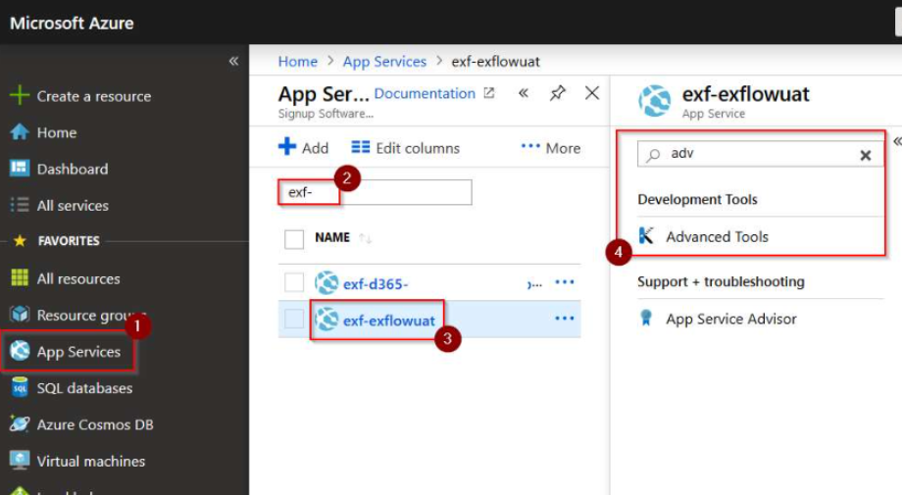 Microsoft Azure
Create a resource
Home
Dashboard
All services
FAVORITES
All resources
Resource
1
App Services
SQL databases
Azure Cosmos DB
Virtual machines
Home > App Services > exf-exflowuat
App Ser... Documentation
Signup Software...
Add Edit columns ... More
exf-
2
NAME
exf-d365- ...
exf-exflowuat ...
3
exf-exflowuat
App Service
adv
Development Tools
Advanced Tools
4
Support + troubleshooting
App Service Advisor